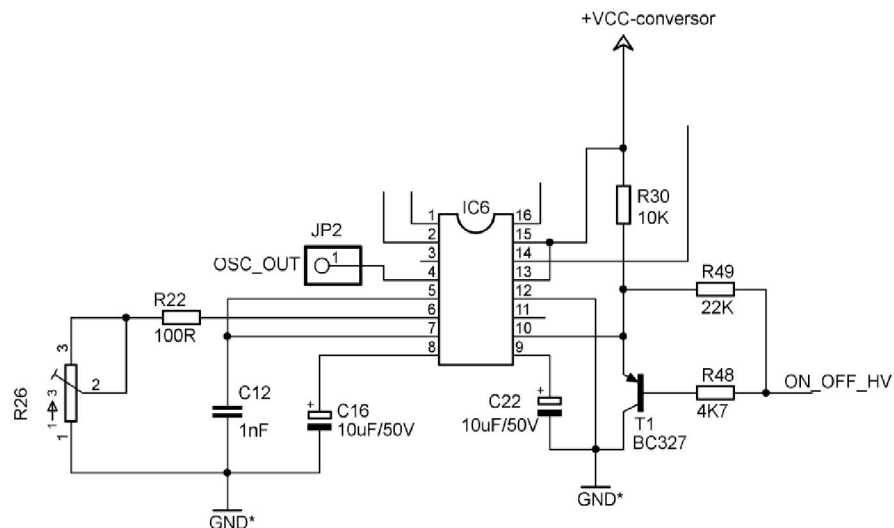 +VCC-conversor
IC6
R30
10K
JP2
1
OSC_OUT
1
2
3
4
5
6
7
8
16
15
14
13
12
11
10
9
R49
22K
R22
100R
R26
3
2
1
1 3
C12
1nF
+
C16
10uF/50V
+
C22
10uF/50V
R48
4K7
ON_OFF_HV
T1
BC327
GND*
GND*